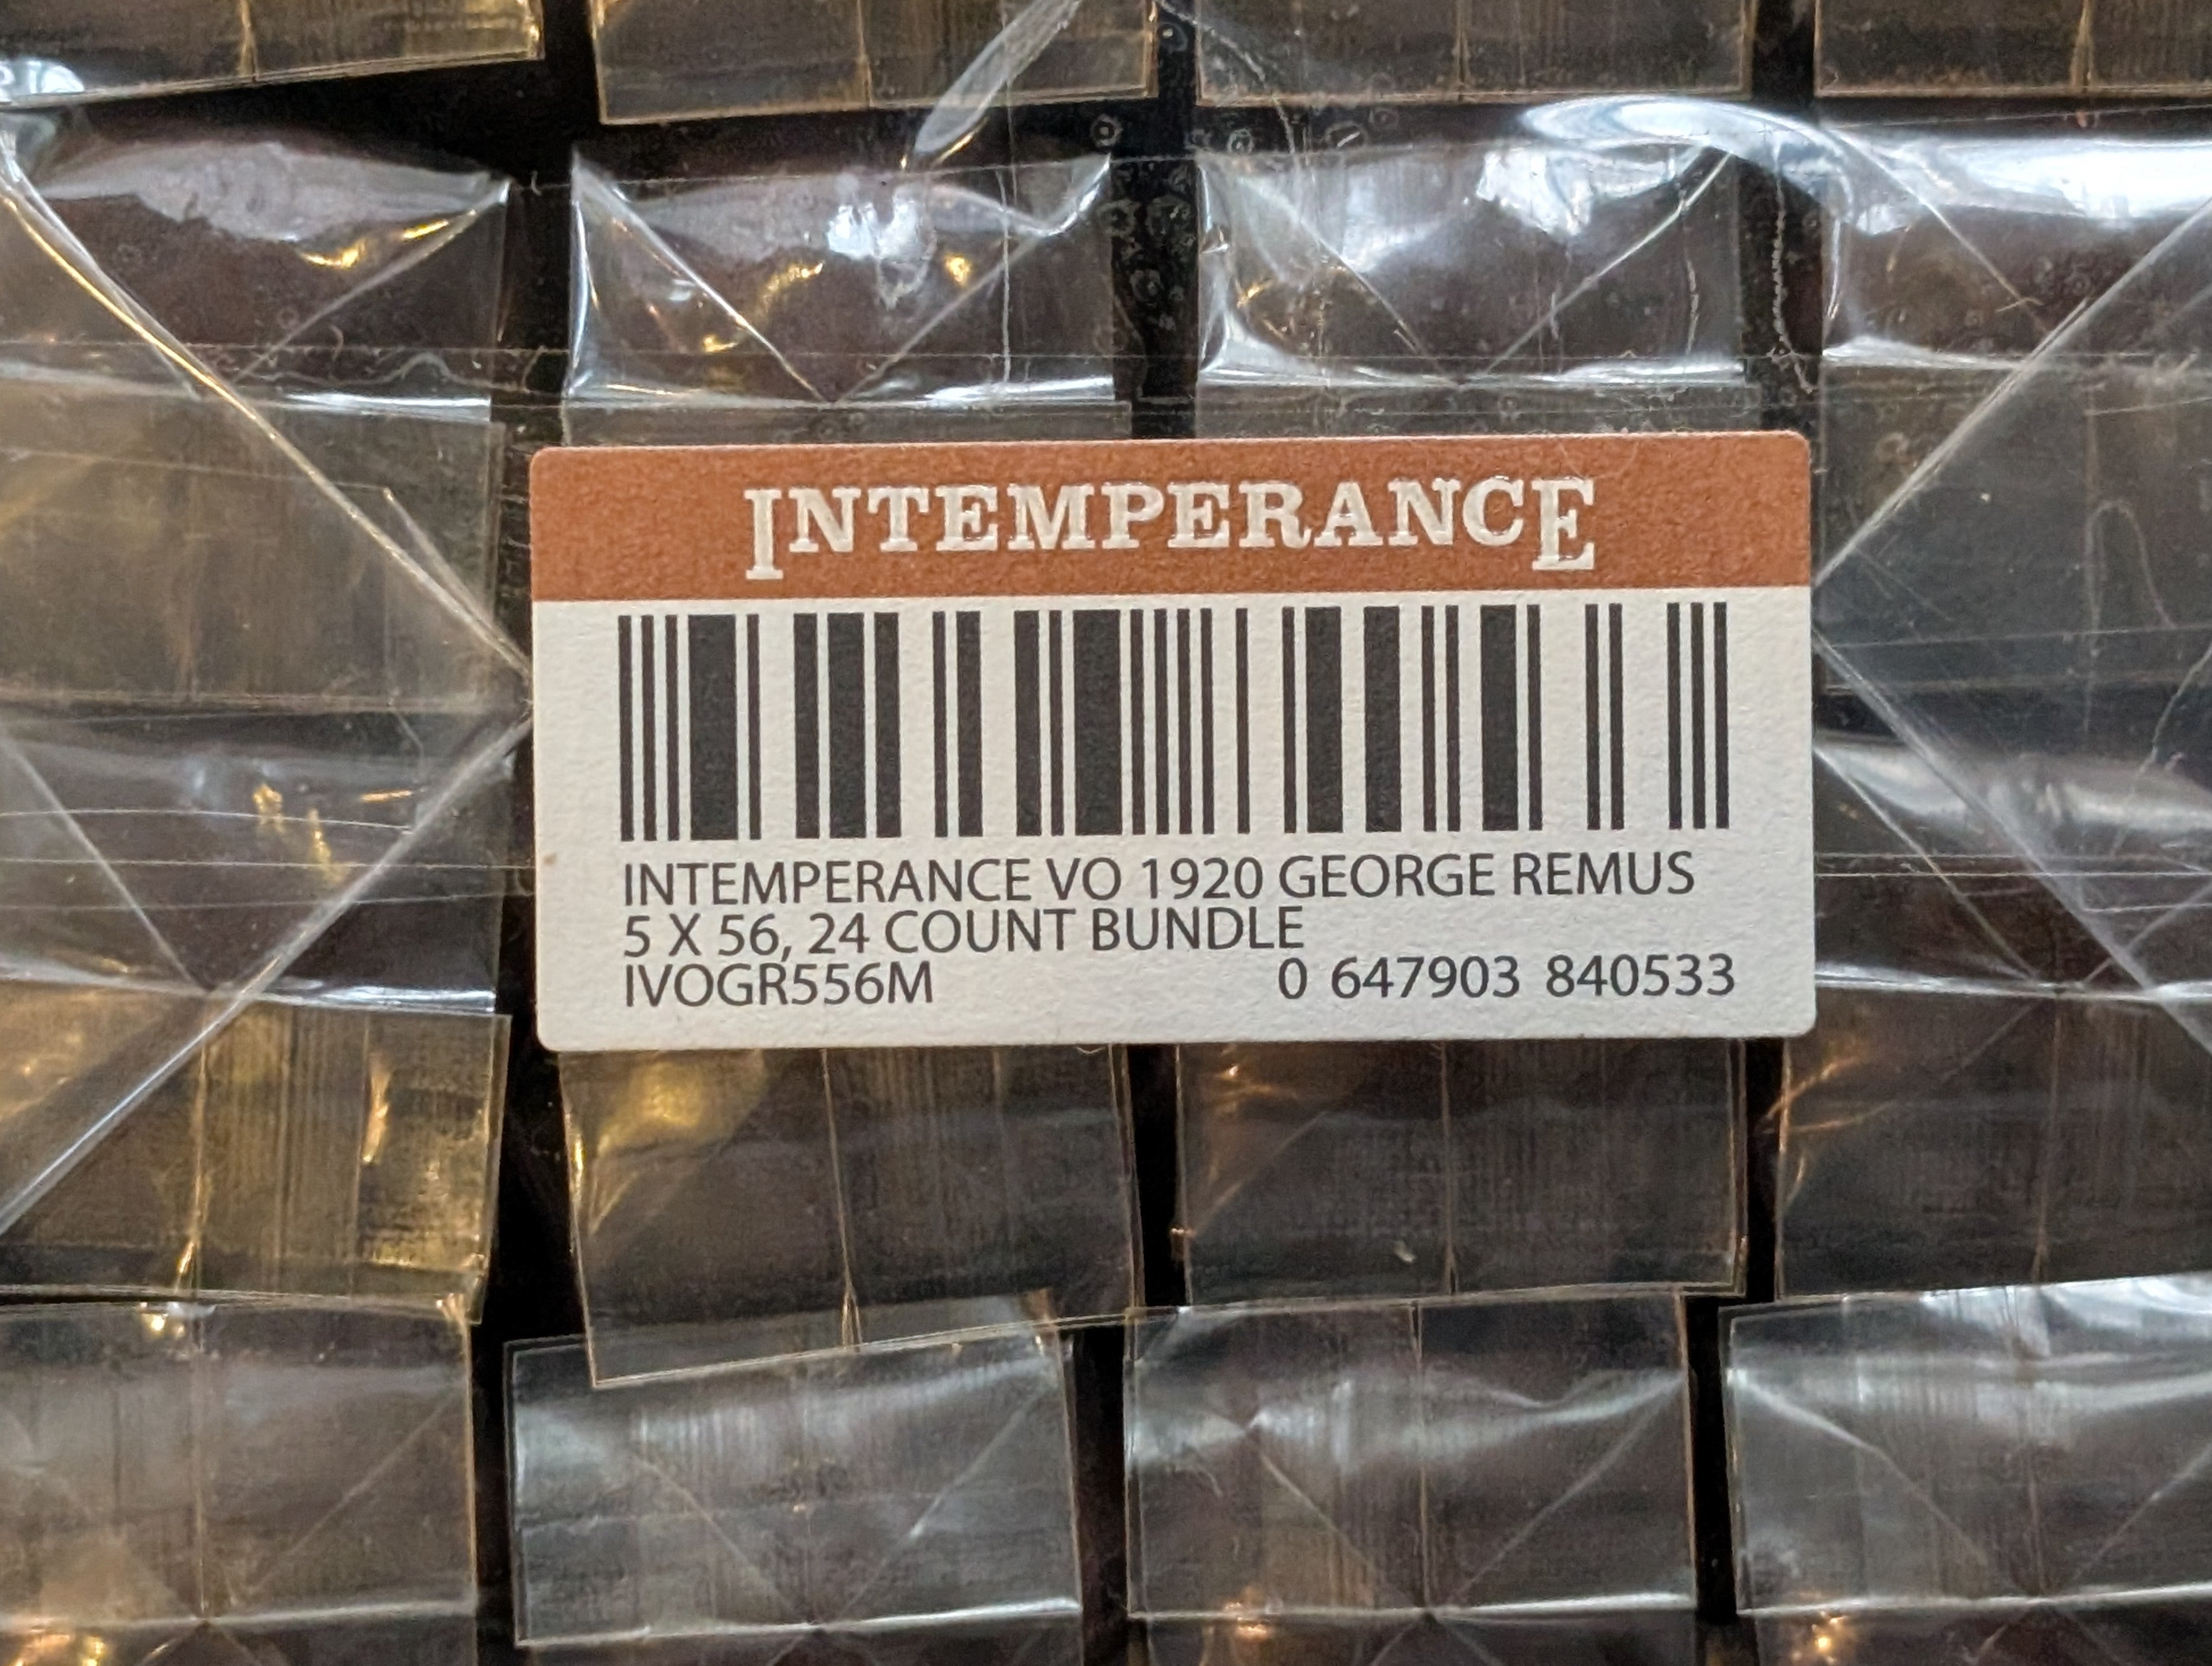 INTEMPERANCE
INTEMPERANCE VO 1920 GEORGE REMUS
5 X 56, 24 COUNT BUNDLE
IVOGR556M 0 647903 840533